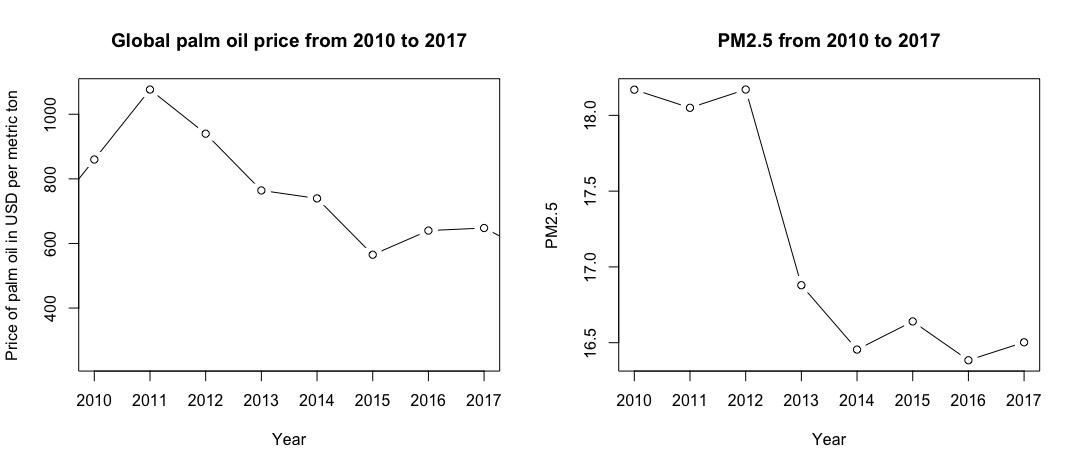 Global palm oil price from 2010 to 2017
Price of palm oil in USD per metric ton
1000
800
600
400
2010 2011 2012 2013 2014 2015 2016 2017
Year
PM2.5 from 2010 to 2017
PM2.5
18.0
17.5
17.0
16.5
2010 2011 2012 2013 2014 2015 2016 2017
Year